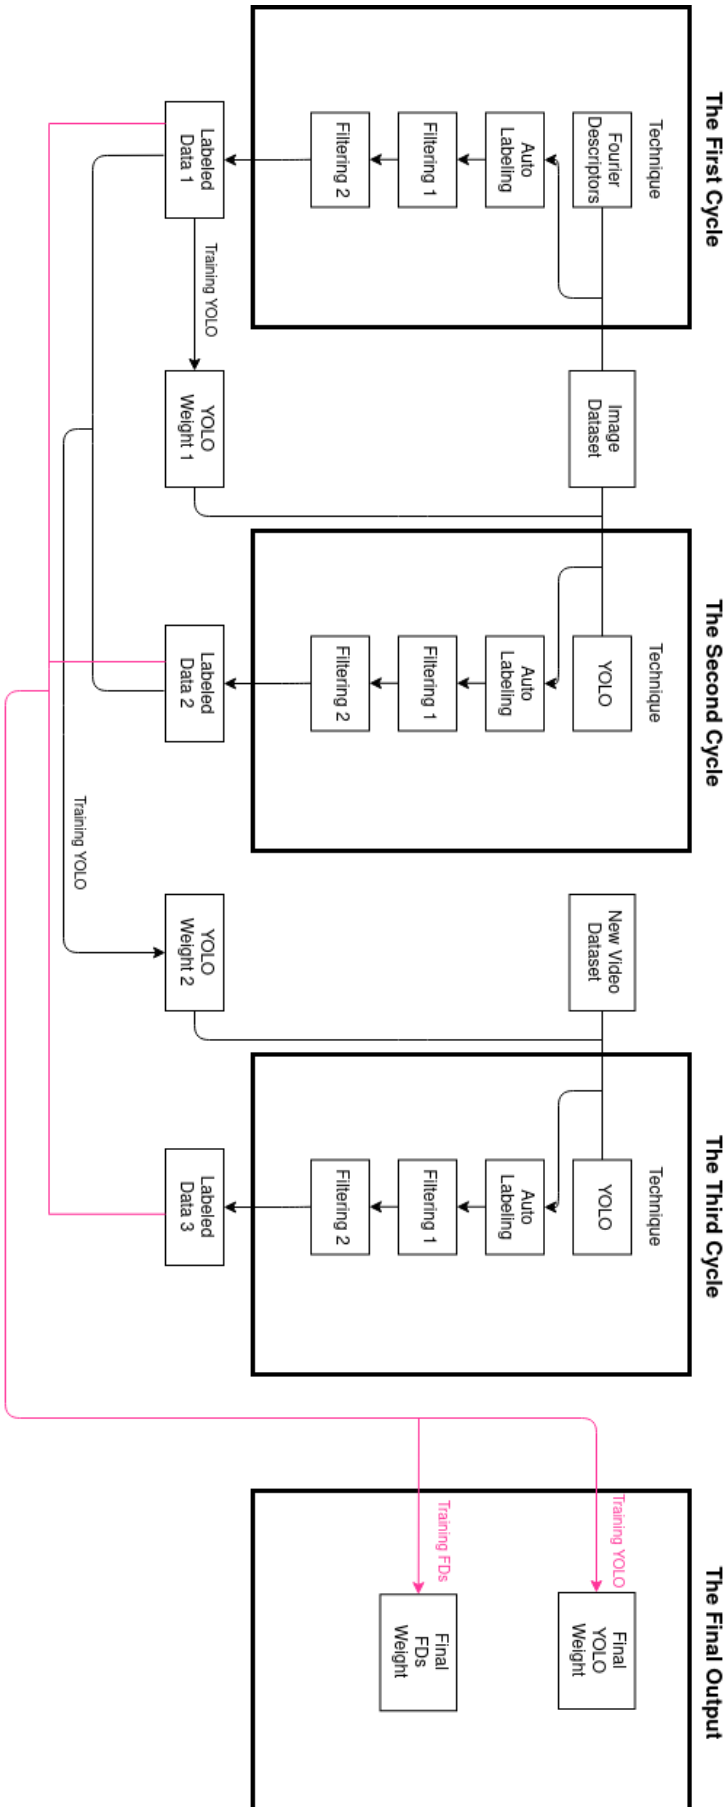 The First Cycle
Technique
Fourier
Descriptors
Auto
Labeling
Filtering 1
Filtering 2
Labeled
Data 1
Training YOLO
Image
Dataset
YOLO
Weight 1
The Second Cycle
Technique
YOLO
Auto
Labeling
Filtering 1
Filtering 2
Labeled
Data 2
Training YOLO
New Video
Dataset
YOLO
Weight 2
The Third Cycle
Technique
YOLO
Auto
Labeling
Filtering 1
Filtering 2
Labeled
Data 3
The Final Output
Training YOLO
Final
YOLO
Weight
Training FDs
Final
FDs
Weight